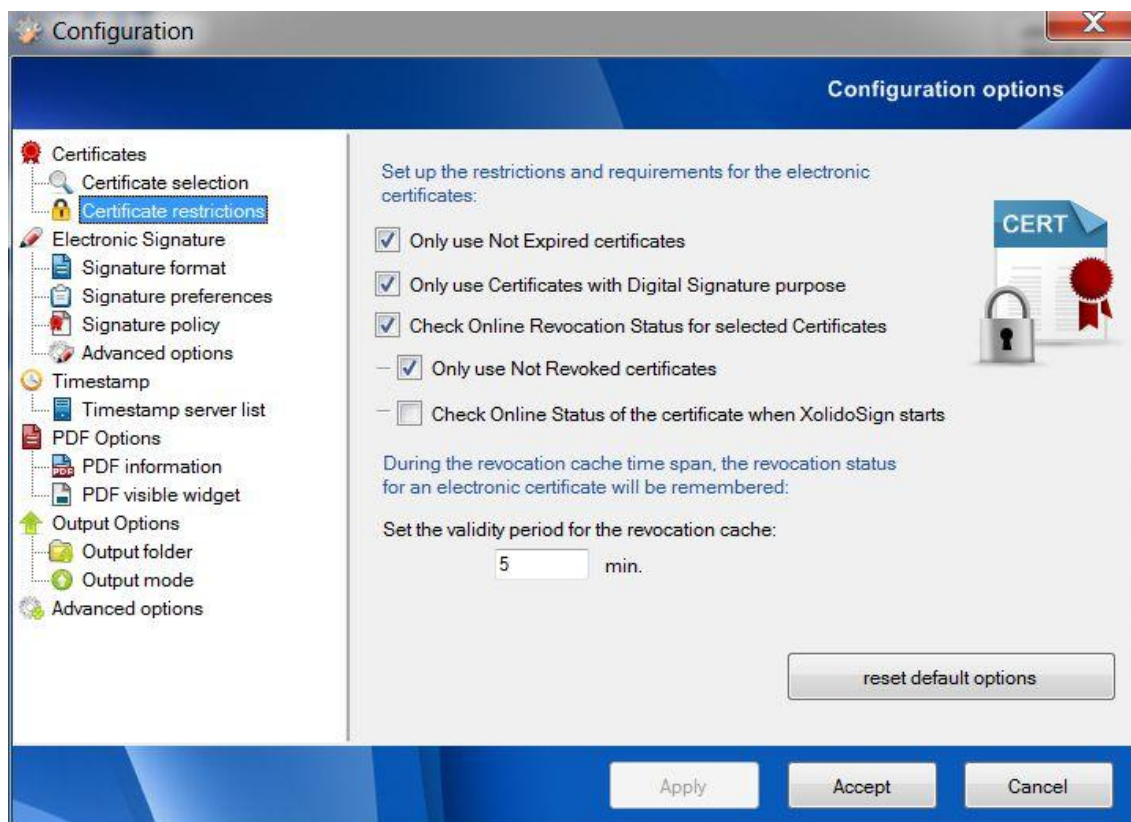 Configuration
Configuration options
Certificates
Certificate selection
Certificate restrictions
Electronic Signature
Signature format
Signature preferences
Signature policy
Advanced options
Timestamp
Timestamp server list
PDF Options
PDF information
PDF visible widget
Output Options
Output folder
Output mode
Advanced options
Set up the restrictions and requirements for the electronic
certificates:
CERT
Only use Not Expired certificates
Only use Certificates with Digital Signature purpose
Check Online Revocation Status for selected Certificates
Only use Not Revoked certificates
Check Online Status of the certificate when XolidoSign starts
During the revocation cache time span, the revocation status
for an electronic certificate will be remembered:
Set the validity period for the revocation cache:
5 min.
reset default options
Apply Accept Cancel